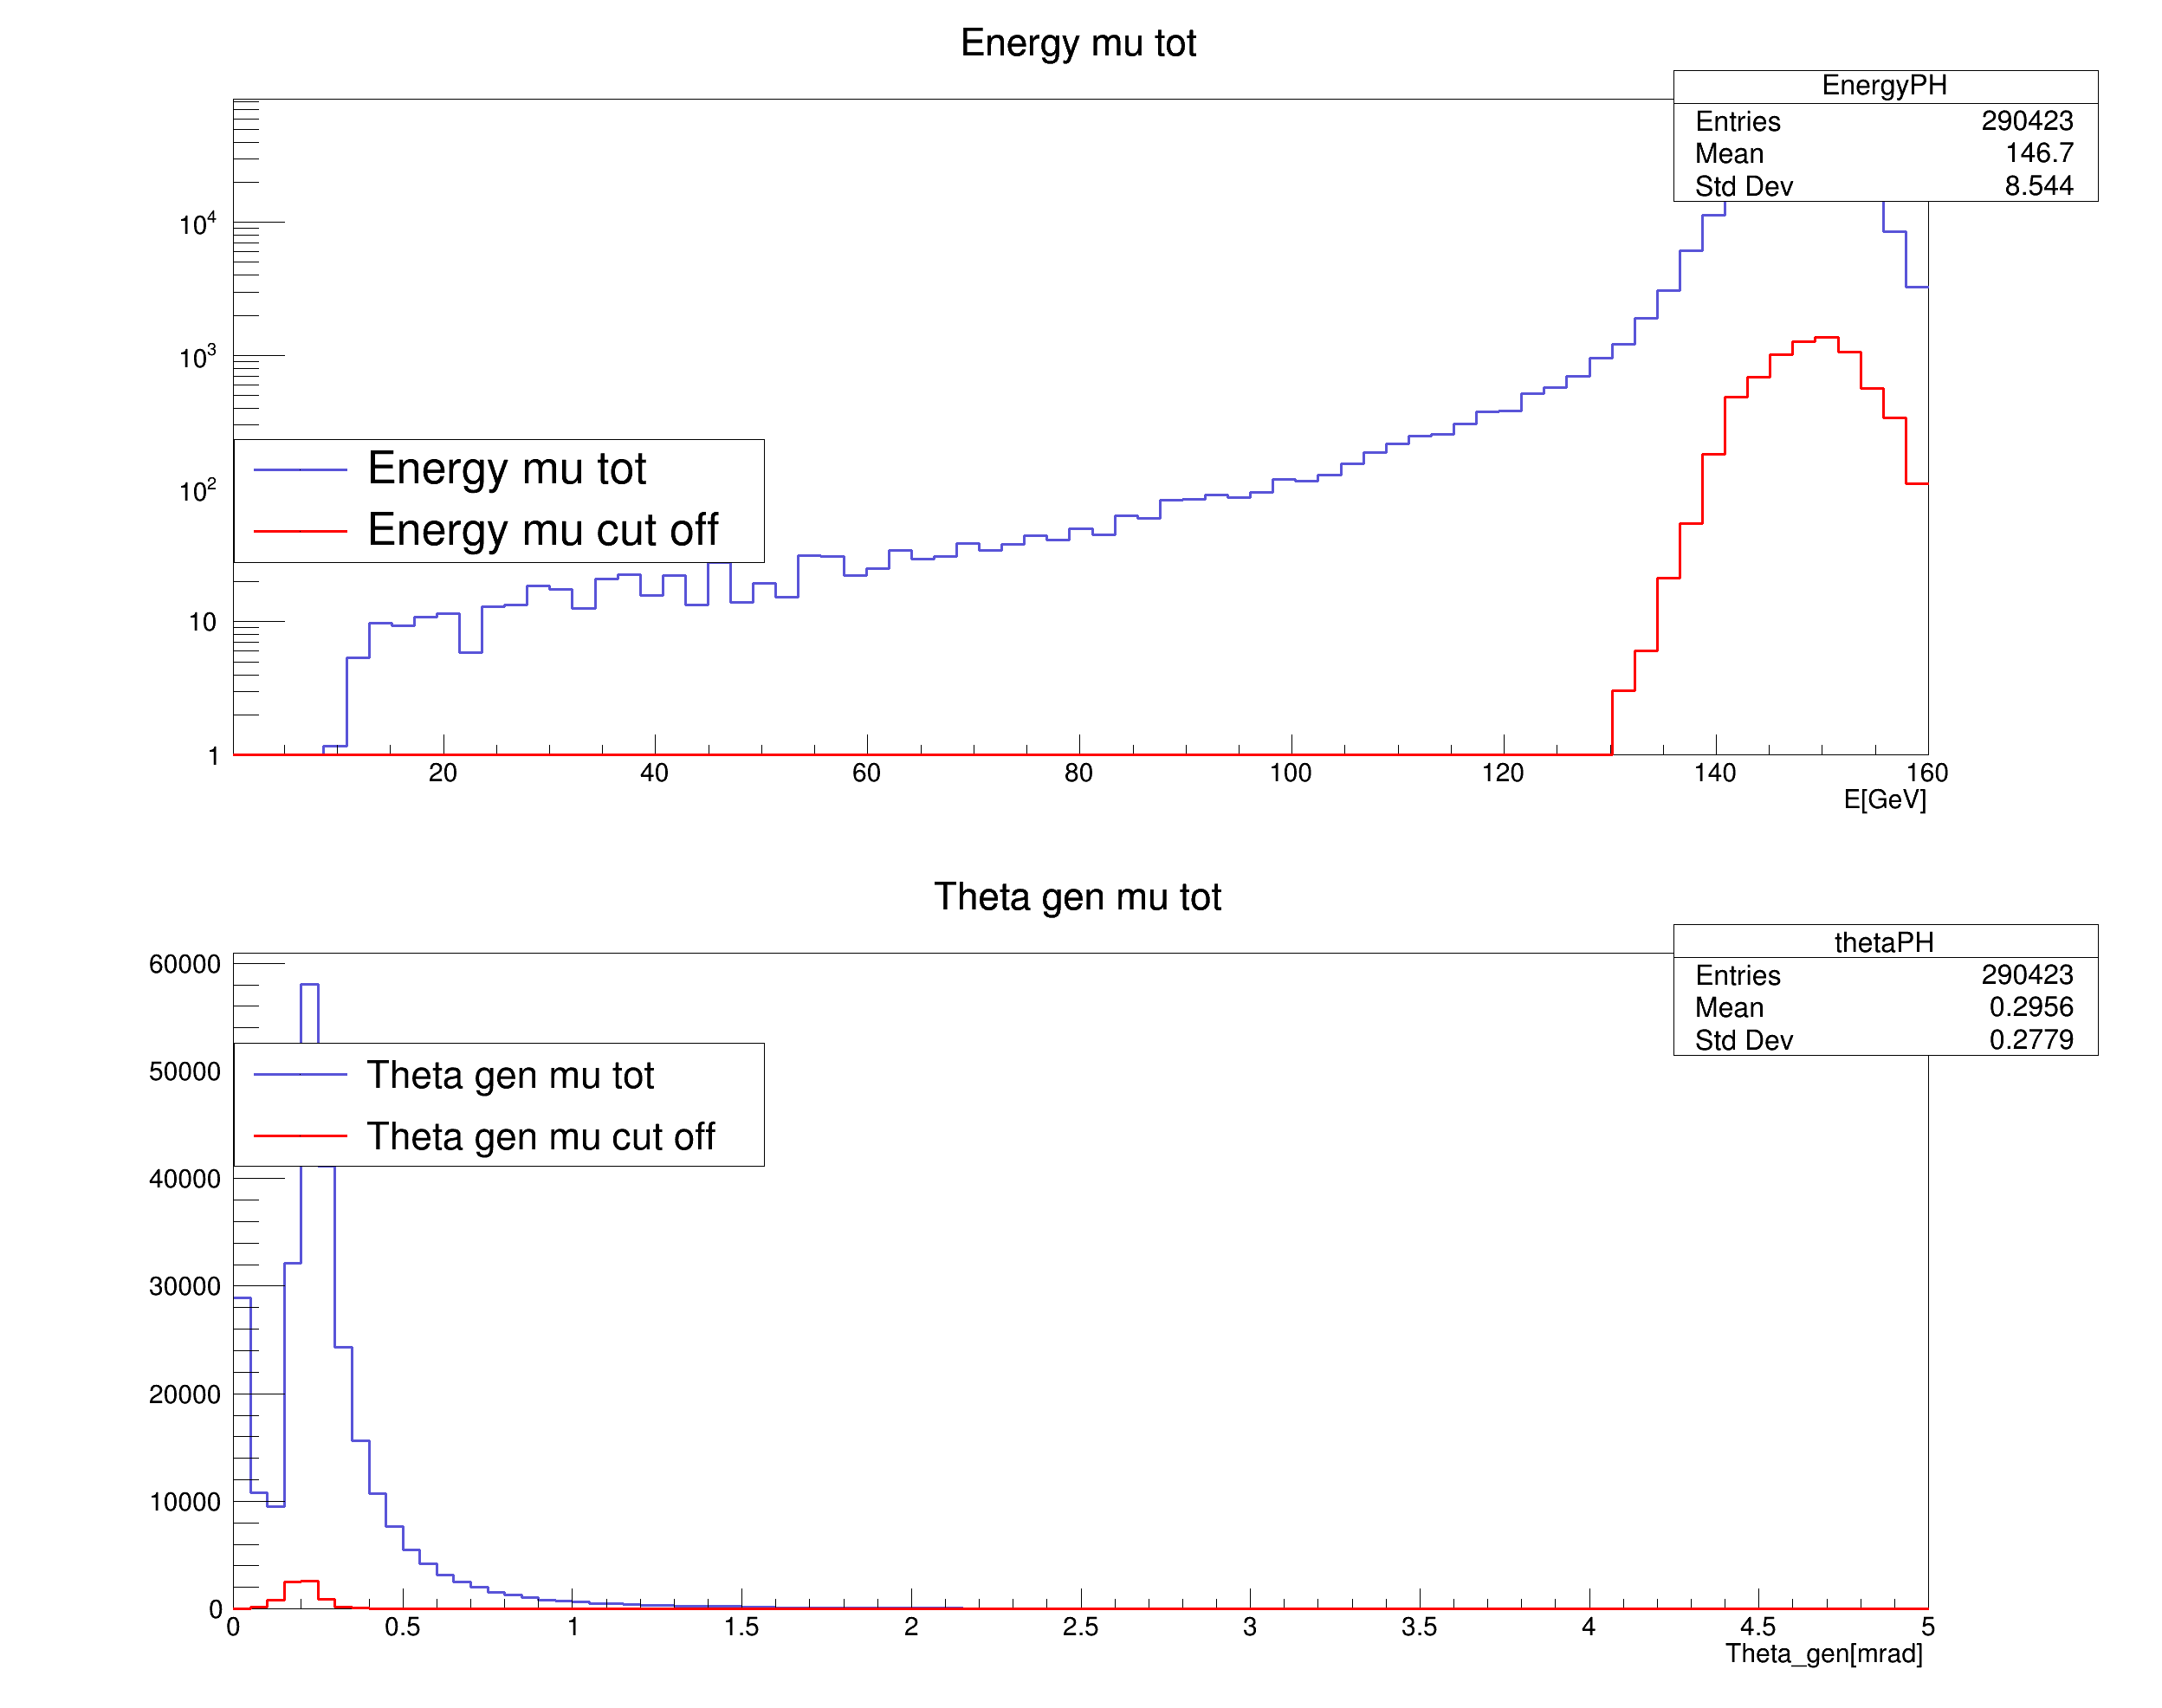 Energy mu tot
EnergyPH
Entries 290423
Mean 146.7
Std Dev 8.544
10^4
10^3
10^2
10
1
Energy mu tot
Energy mu cut off
20 40 60 80 100 120 140 160
E[GeV]
Theta gen mu tot
thetaPH
Entries 290423
Mean 0.2956
Std Dev 0.2779
60000
50000
40000
30000
20000
10000
0
Theta gen mu tot
Theta gen mu cut off
0 0.5 1 1.5 2 2.5 3 3.5 4 4.5 5
Theta_gen[mrad]